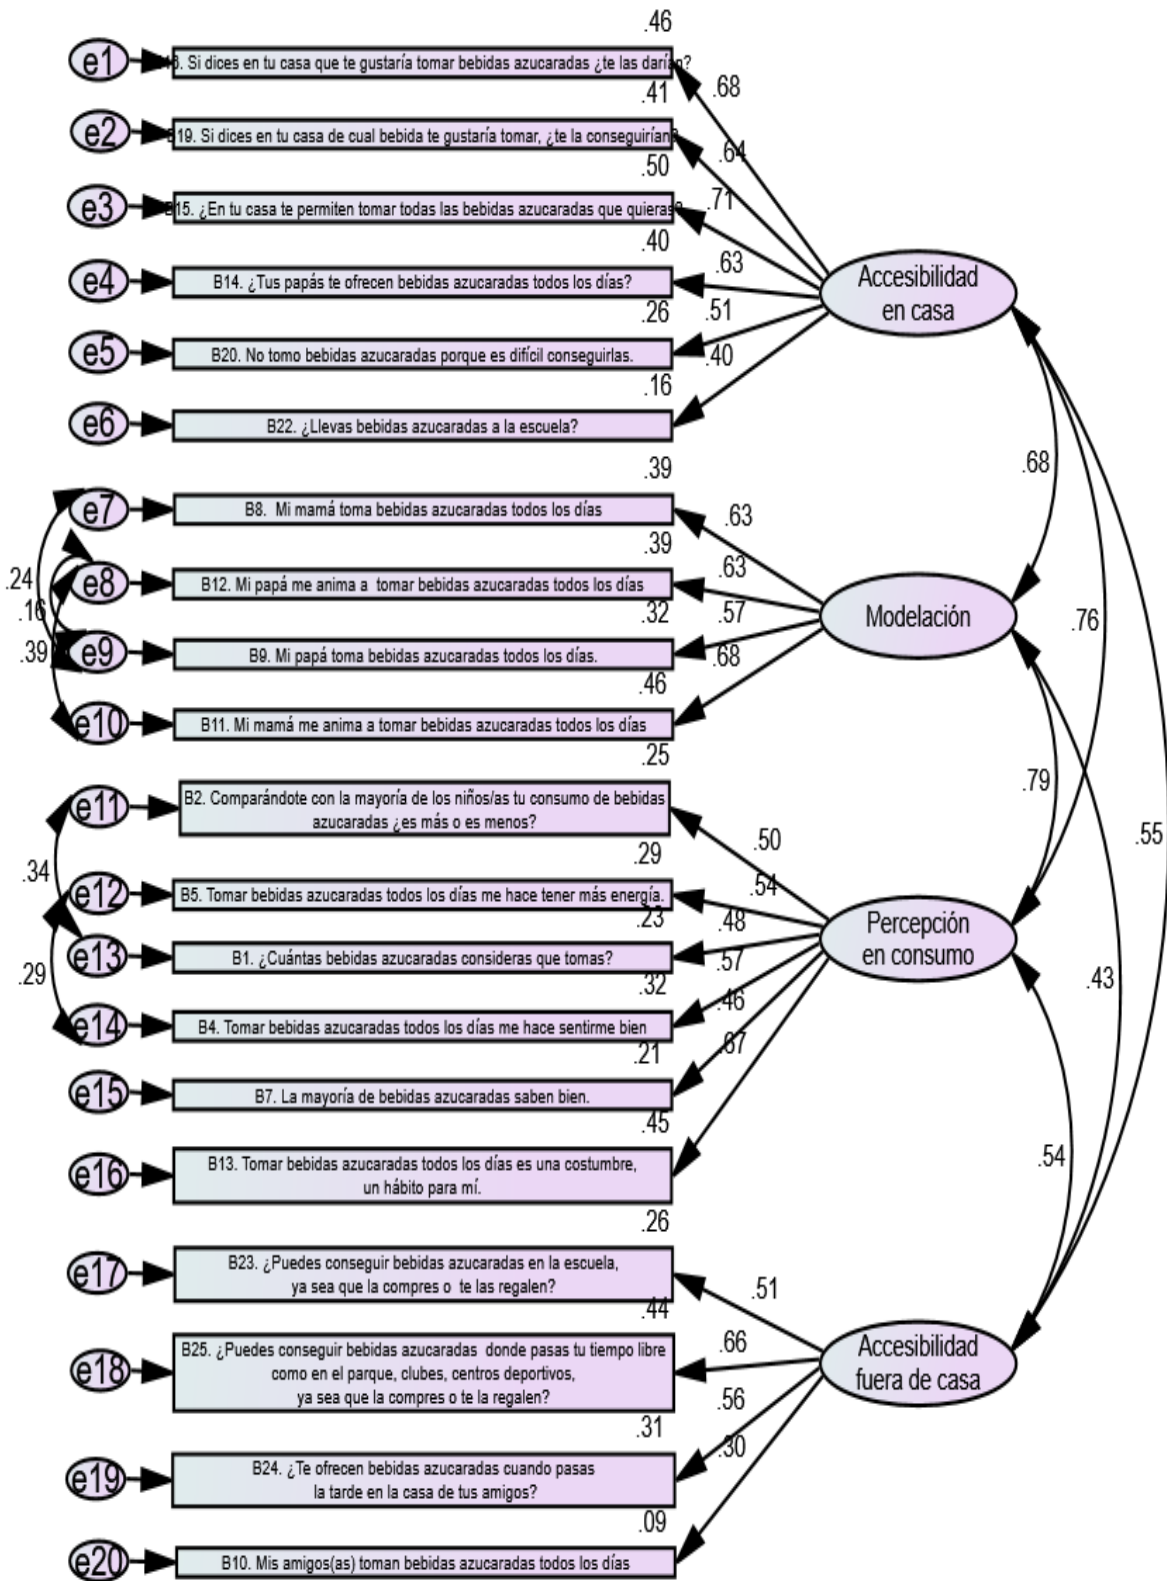 .46
e1
. Si dices en tu casa que te gustaría tomar bebidas azucaradas ¿te las darían?
.68
.41
e2
19. Si dices en tu casa de cual bebida te gustaría tomar, ¿te la conseguirían?
.64
.50
e3
15. ¿En tu casa te permiten tomar todas las bebidas azucaradas que quieras?
.71
.40
e4
B14. ¿Tus papás te ofrecen bebidas azucaradas todos los días?
.63
.26
e5
B20. No tomo bebidas azucaradas porque es difícil conseguirlas.
.51
.16
e6
B22. ¿Llevas bebidas azucaradas a la escuela?
.40
Accesibilidad
en casa
.39
e7
B8. Mi mamá toma bebidas azucaradas todos los días
.63
.39
e8
B12. Mi papá me anima a tomar bebidas azucaradas todos los días
.63
.32
e9
B9. Mi papá toma bebidas azucaradas todos los días.
.57
.46
e10
B11. Mi mamá me anima a tomar bebidas azucaradas todos los días
.68
Modelación
.24
.16
.39
.25
e11
B2. Comparándote con la mayoría de los niños/as tu consumo de bebidas
azucaradas ¿es más o es menos?
.50
.29
e12
B5. Tomar bebidas azucaradas todos los días me hace tener más energía.
.54
.23
e13
B1. ¿Cuántas bebidas azucaradas consideras que tomas?
.48
.32
e14
B4. Tomar bebidas azucaradas todos los días me hace sentirme bien
.57
.21
e15
B7. La mayoría de bebidas azucaradas saben bien.
.46
.45
e16
B13. Tomar bebidas azucaradas todos los días es una costumbre,
un hábito para mí.
.67
Percepción
en consumo
.34
.29
.26
e17
B23. ¿Puedes conseguir bebidas azucaradas en la escuela,
ya sea que la compres o te las regalen?
.51
.44
e18
B25. ¿Puedes conseguir bebidas azucaradas donde pasas tu tiempo libre
como en el parque, clubes, centros deportivos,
ya sea que la compres o te la regalen?
.66
.31
e19
B24. ¿Te ofrecen bebidas azucaradas cuando pasas
la tarde en la casa de tus amigos?
.56
.09
e20
B10. Mis amigos(as) toman bebidas azucaradas todos los días
.30
Accesibilidad
fuera de casa
.68
.76
.79
.55
.43
.54